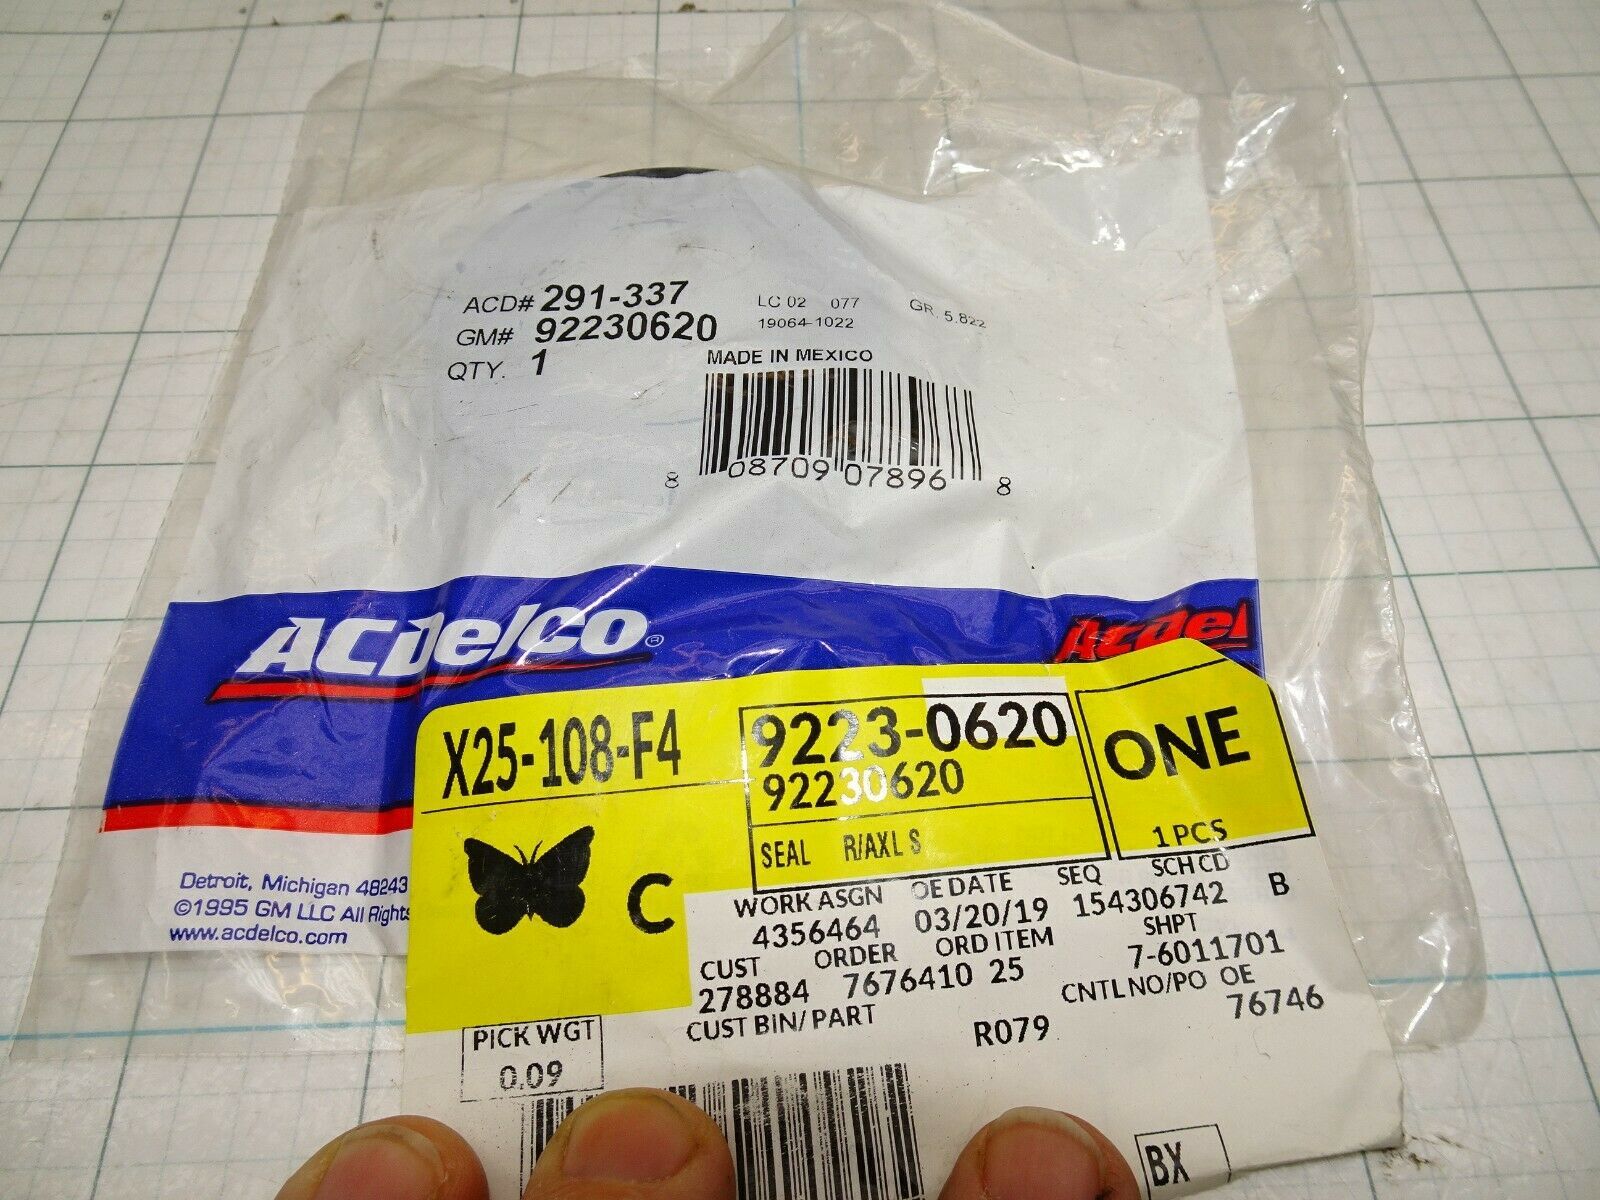 ACD# 291-337
GM# 92230620
QTY. 1
LC 02 077 GR. 5.822
19064-1022
MADE IN MEXICO
8 08709 07896 8
ACDelco®
ACDel
Detroit, Michigan 48243
©1995 GM LLC All Rights
www.acdelco.com
X25-108-F4
9223-0620
92230620
ONE
SEAL R/AXL S
1 PCS
C
WORK ASGN OE DATE SEQ SCH CD
4356464 03/20/19 154306742 B
CUST ORDER ORD ITEM SHPT
278884 7676410 25 7-6011701
CUST BIN/ PART CNTL NO/PO OE
R079 76746
PICK WGT
0.09
BX